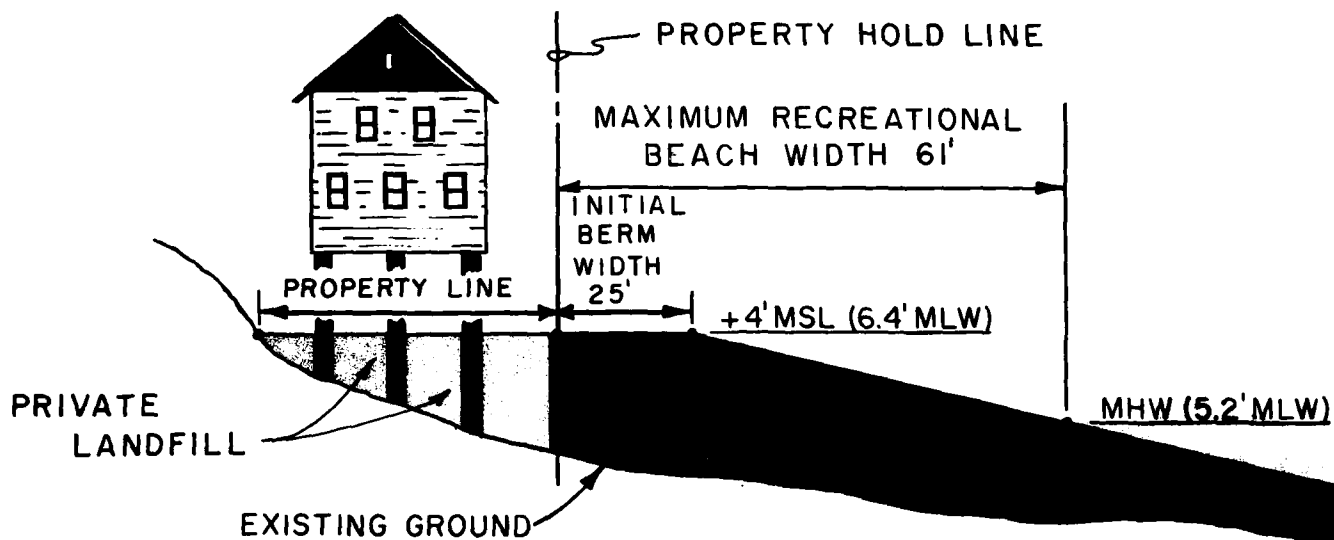 PROPERTY HOLD LINE
MAXIMUM RECREATIONAL
BEACH WIDTH 61'
INITIAL
BERM
WIDTH
25'
PROPERTY LINE
+4' MSL (6.4' MLW)
PRIVATE
LANDFILL
MHW (5.2' MLW)
EXISTING GROUND